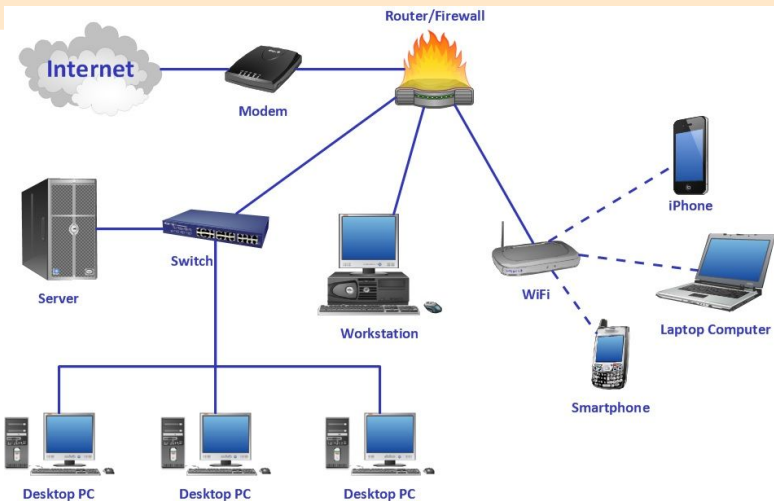 Router/Firewall
Internet
Modem
iPhone
Switch
Server
WiFi
Workstation
Laptop Computer
Smartphone
Desktop PC
Desktop PC
Desktop PC